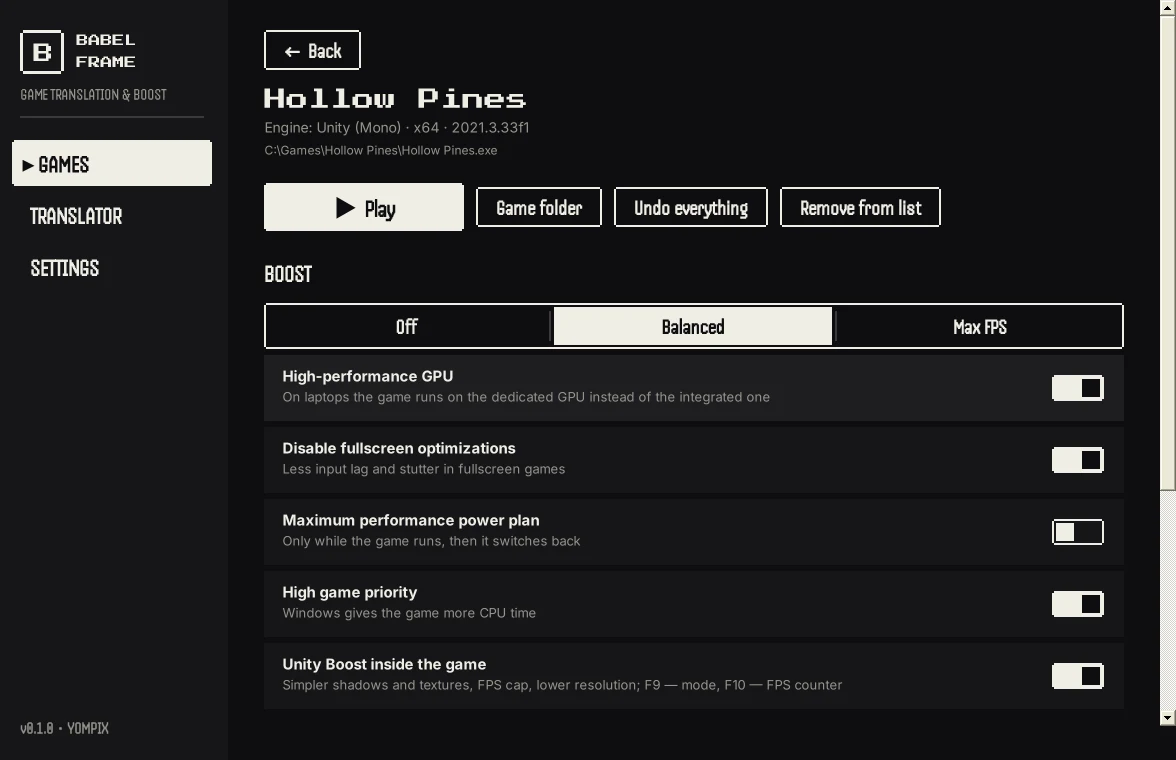 B
BABEL
FRAME
GAME TRANSLATION & BOOST
▶ GAMES
TRANSLATOR
SETTINGS
v0.1.0 · YOMPIX
← Back
Hollow Pines
Engine: Unity (Mono) · x64 · 2021.3.33f1
C:\Games\Hollow Pines\Hollow Pines.exe
▶ Play
Game folder
Undo everything
Remove from list
BOOST
Off
Balanced
Max FPS
High-performance GPU
On laptops the game runs on the dedicated GPU instead of the integrated one
Disable fullscreen optimizations
Less input lag and stutter in fullscreen games
Maximum performance power plan
Only while the game runs, then it switches back
High game priority
Windows gives the game more CPU time
Unity Boost inside the game
Simpler shadows and textures, FPS cap, lower resolution; F9 — mode, F10 — FPS counter